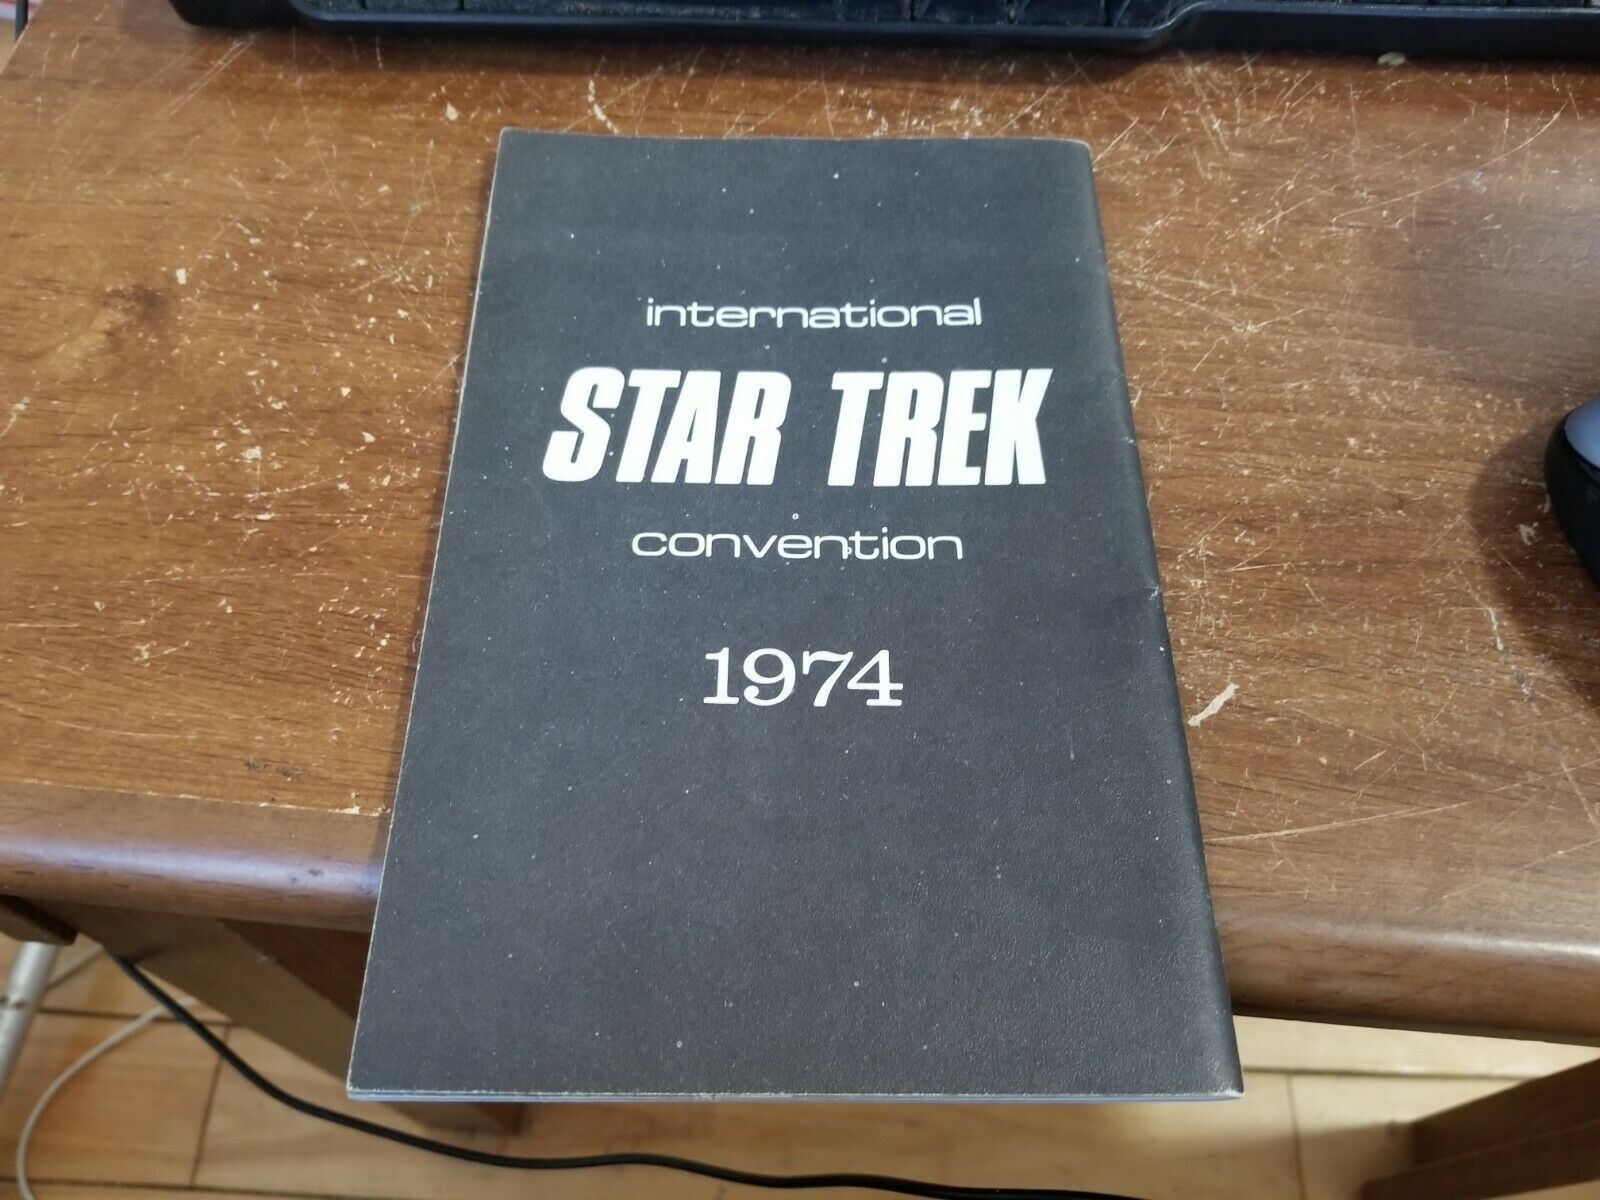 international
STAR TREK
convention
1974